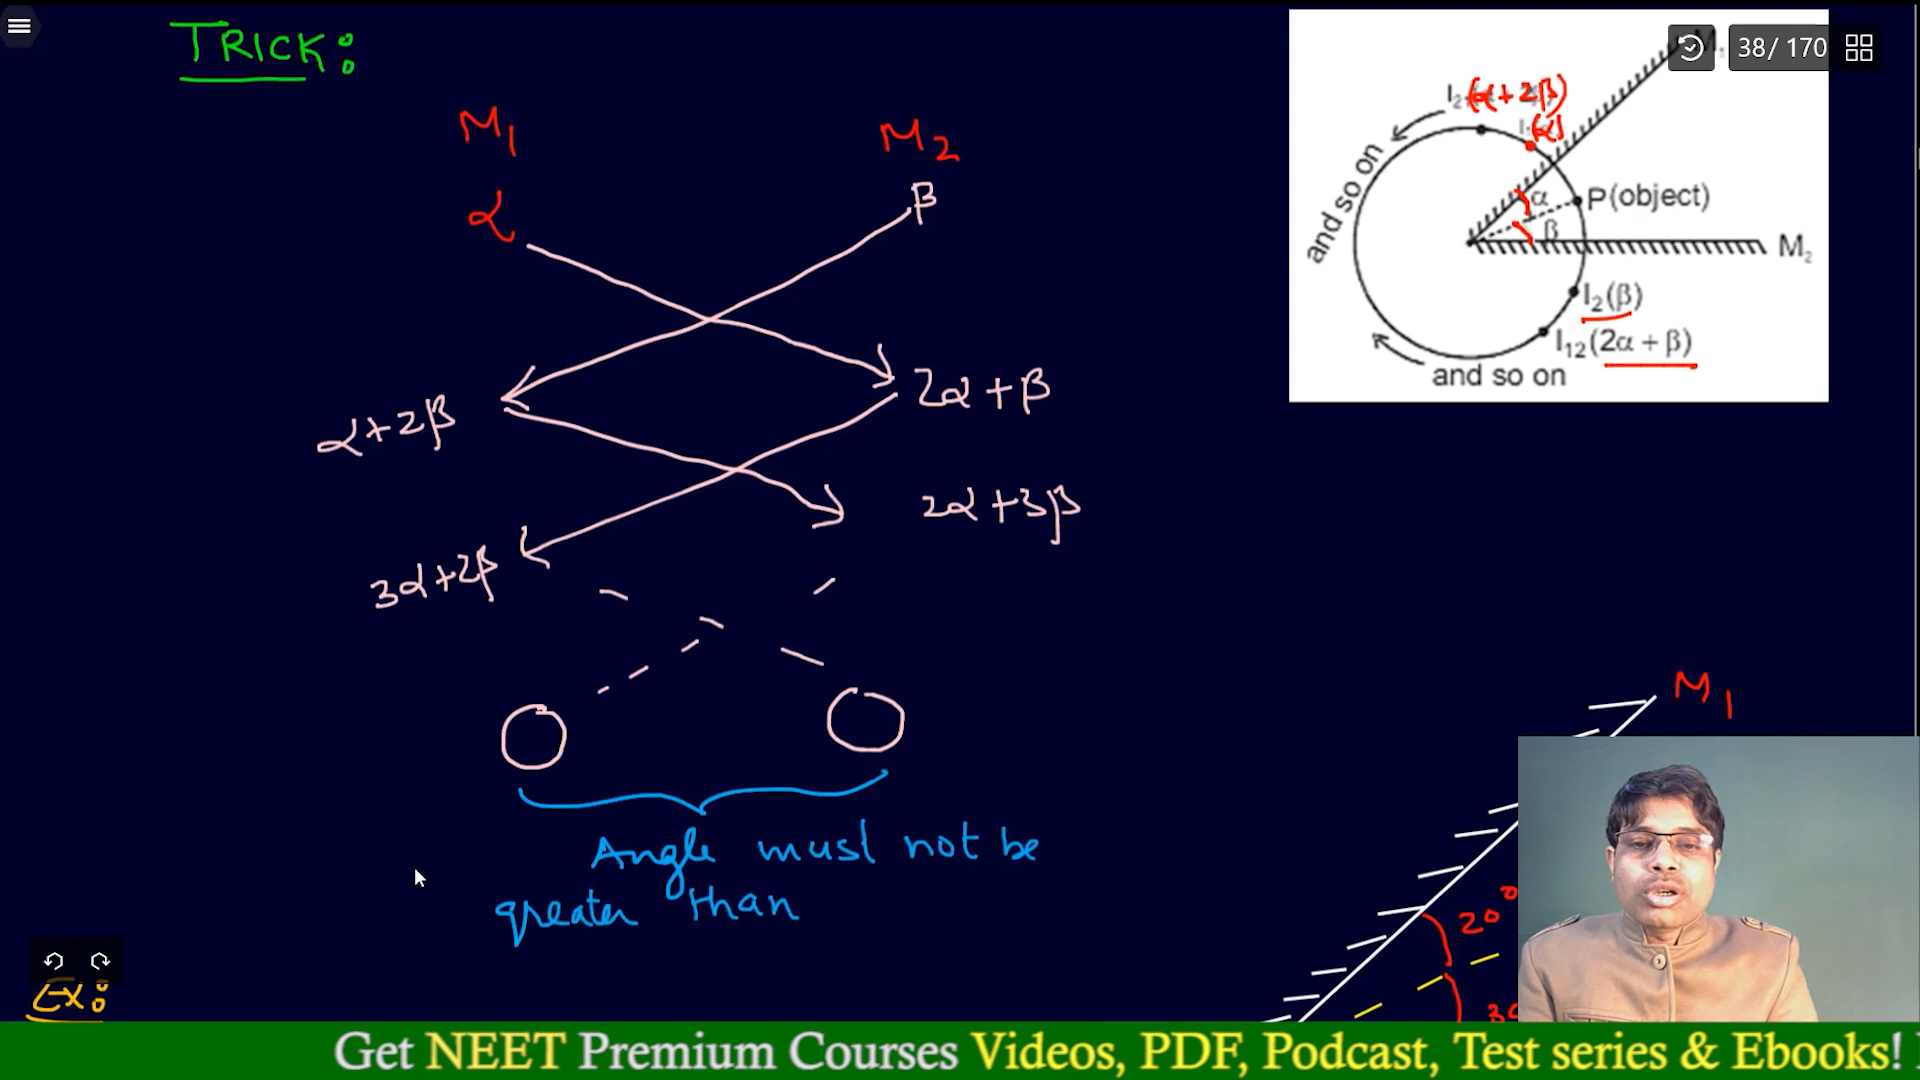 TRICK:
M1 M2
α β
α+2β 2α+β
2α+3β
3α+2β
Angle must not be
greater than
Ex:
38/ 170
(α+2β)
(α)
and so on
α
P(object)
β
M2
I2(β)
I12(2α + β)
and so on
M1
20°
Get NEET Premium Courses Videos, PDF, Podcast, Test series & Ebooks!